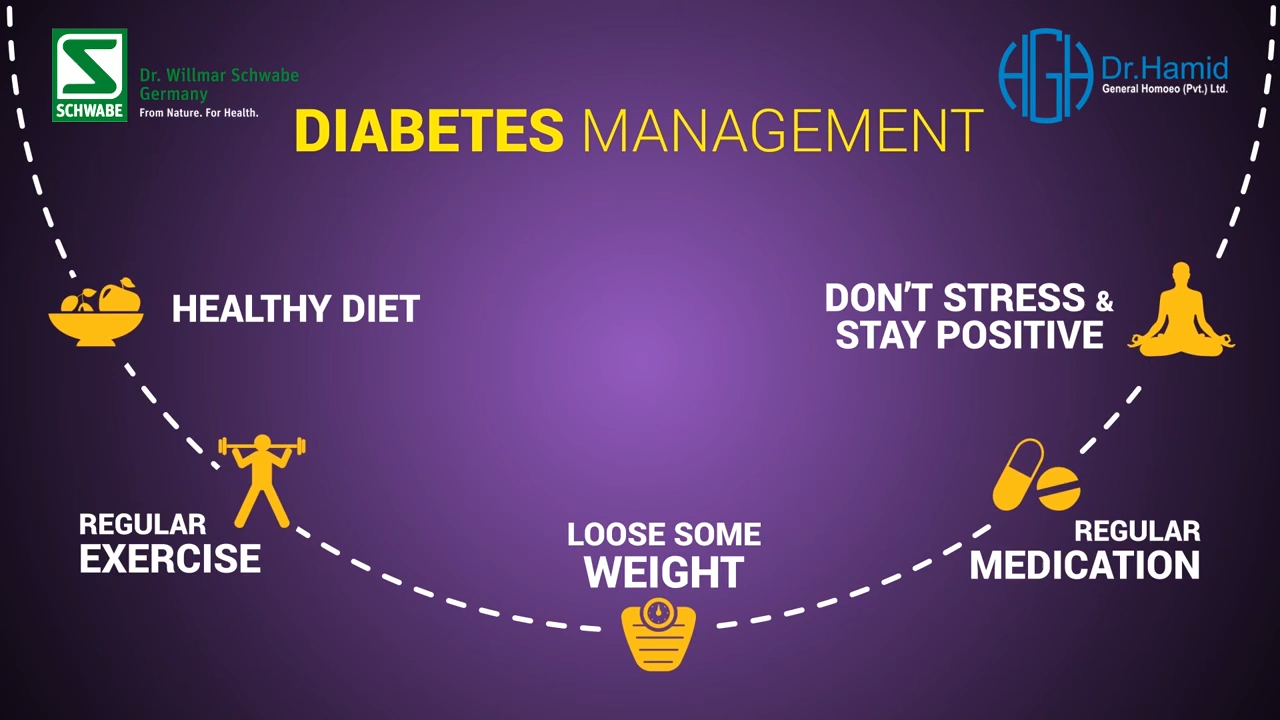 SCHWABE
Dr. Willmar Schwabe
Germany
From Nature. For Health.
HGH
Dr.Hamid
General Homoeo (Pvt.) Ltd.
DIABETES MANAGEMENT
HEALTHY DIET
DON'T STRESS &
STAY POSITIVE
REGULAR
EXERCISE
LOOSE SOME
WEIGHT
REGULAR
MEDICATION